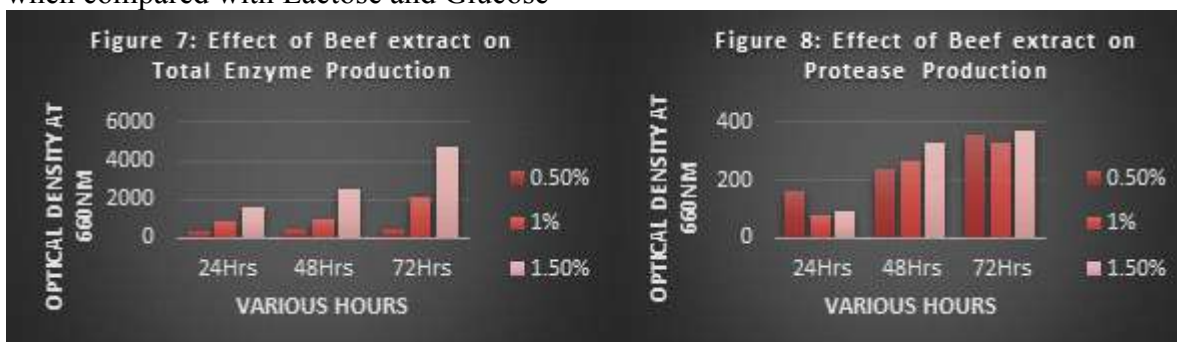 when compared with Lactose and Glucose
Figure 7: Effect of Beef extract on
Total Enzyme Production
OPTICAL DENSITY AT
660NM
6000
4000
2000
0
24Hrs 48Hrs 72Hrs
VARIOUS HOURS
0.50%
1%
1.50%
Figure 8: Effect of Beef extract on
Protease Production
OPTICAL DENSITY AT
660NM
400
200
0
24Hrs 48Hrs 72Hrs
VARIOUS HOURS
0.50%
1%
1.50%